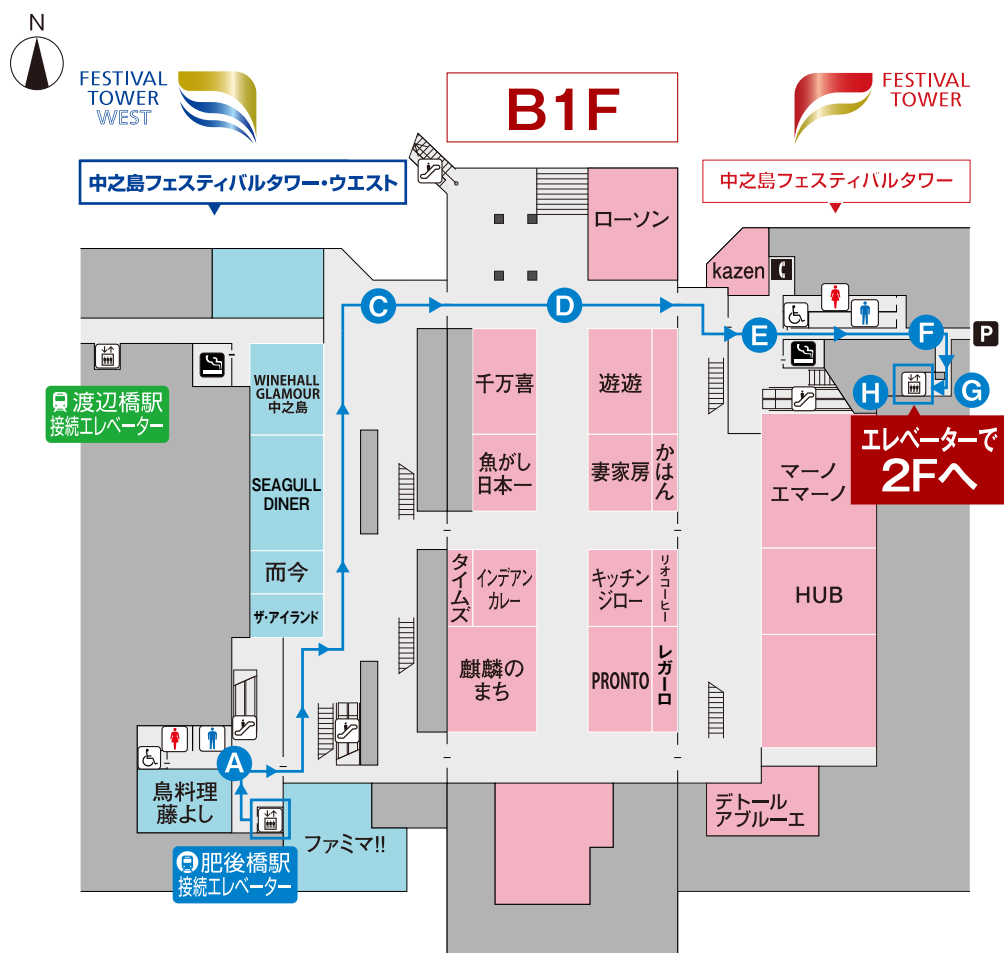 N
FESTIVAL
TOWER
WEST
B1F
FESTIVAL
TOWER
中之島フェスティバルタワー・ウエスト
中之島フェスティバルタワー
ローソン
kazen
C
D
E
F
P
G
H
渡辺橋駅
接続エレベーター
WINEHALL
GLAMOUR
中之島
千万喜
遊遊
エレベーターで
2Fへ
SEAGULL
DINER
魚がし
日本一
妻家房
かはん
マーノ
エマーノ
而今
ザ・アイランド
タイムズ
インデアン
カレー
キッチン
ジロー
リオコーヒー
HUB
麒麟の
まち
PRONTO
レガーロ
A
鳥料理
藤よし
ファミマ!!
デトール
アブルーエ
肥後橋駅
接続エレベーター